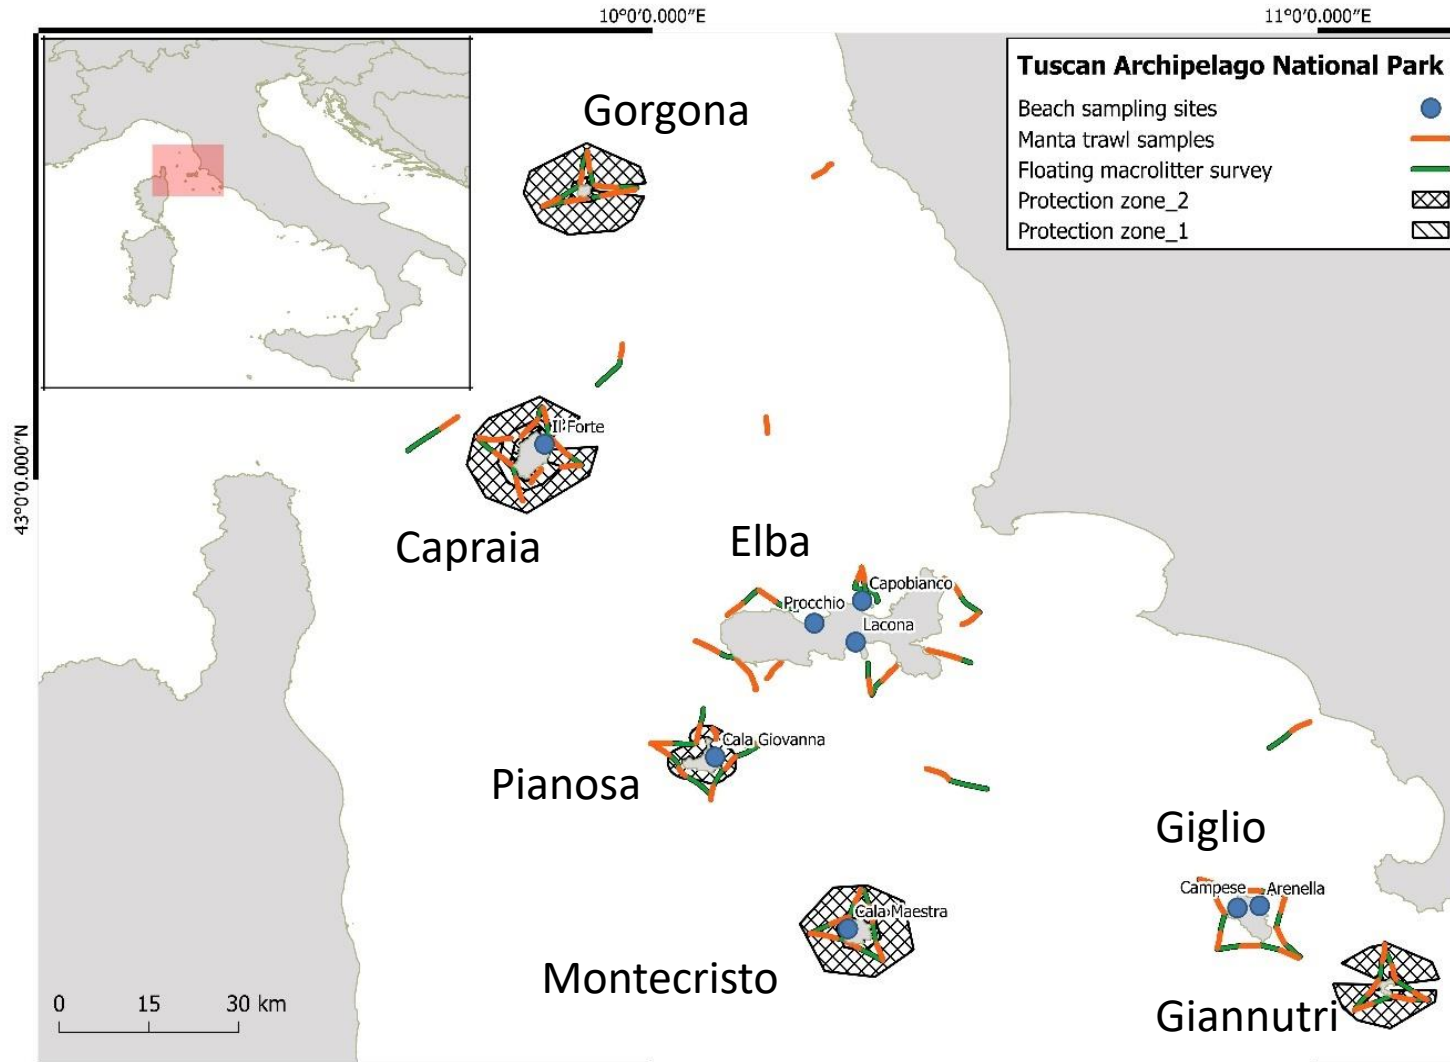 10°0'0.000"E
11°0'0.000"E
43°0'0.000"N
Tuscan Archipelago National Park
Beach sampling sites
Manta trawl samples
Floating macrolitter survey
Protection zone_2
Protection zone_1
Gorgona
Il Forte
Capraia
Elba
Capobianco
Procchio
Lacona
Cala Giovanna
Pianosa
Giglio
Campese
Arenella
Cala Maestra
Montecristo
Giannutri
0 15 30 km